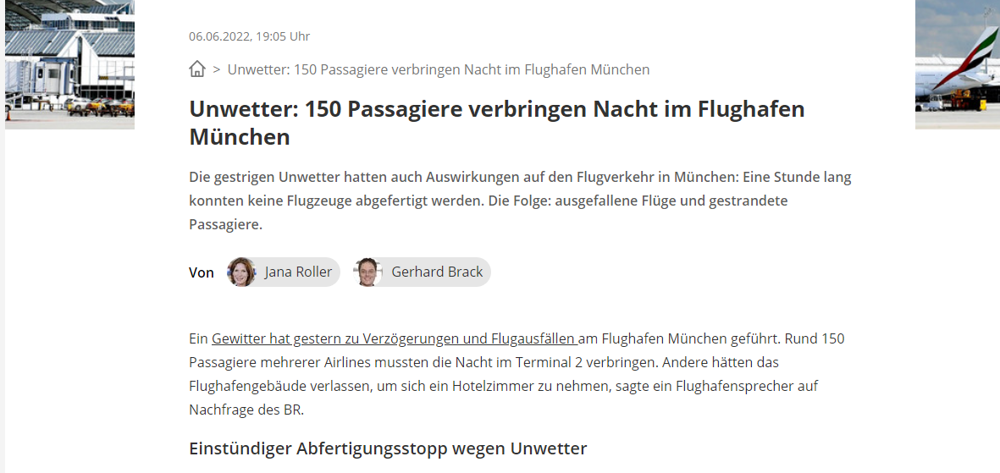 06.06.2022, 19:05 Uhr
> Unwetter: 150 Passagiere verbringen Nacht im Flughafen München
Unwetter: 150 Passagiere verbringen Nacht im Flughafen
München
Die gestrigen Unwetter hatten auch Auswirkungen auf den Flugverkehr in München: Eine Stunde lang
konnten keine Flugzeuge abgefertigt werden. Die Folge: ausgefallene Flüge und gestrandete
Passagiere.
Von Jana Roller Gerhard Brack
Ein Gewitter hat gestern zu Verzögerungen und Flugausfällen am Flughafen München geführt. Rund 150
Passagiere mehrerer Airlines mussten die Nacht im Terminal 2 verbringen. Andere hätten das
Flughafengebäude verlassen, um sich ein Hotelzimmer zu nehmen, sagte ein Flughafensprecher auf
Nachfrage des BR.
Einstündiger Abfertigungsstopp wegen Unwetter